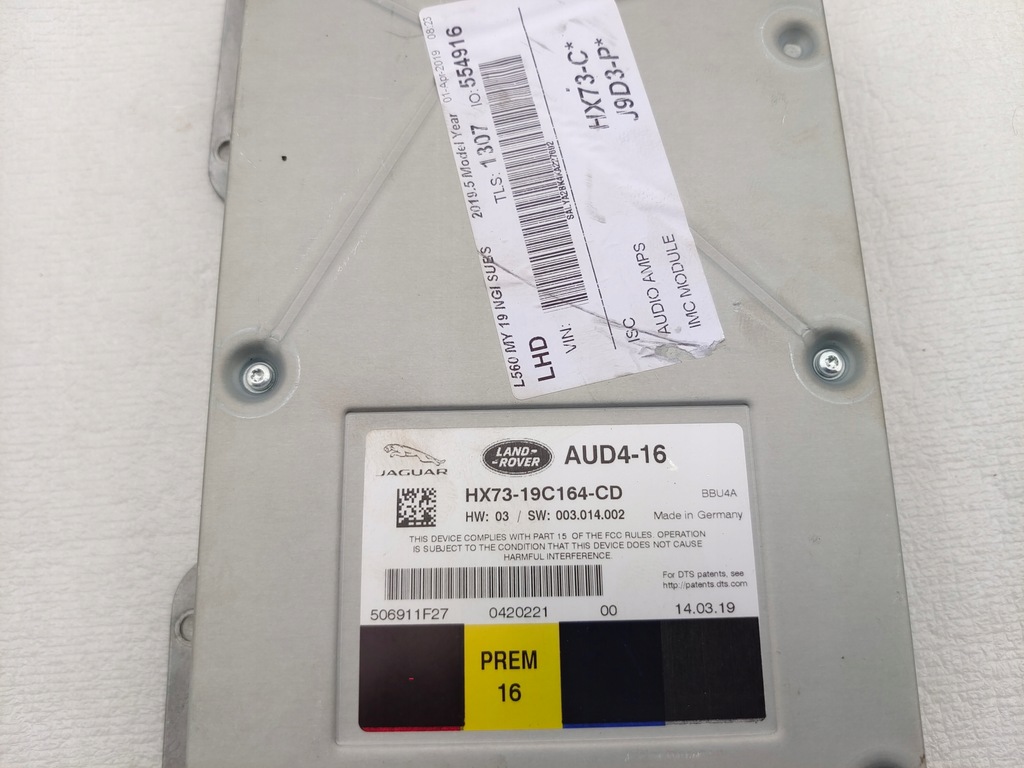 2019.5 Model Year 01-Apr-2019 08:23
TLS: 1307 IO: 554916
L560 MY 19 NGI SUBS
LHD
VIN:
HX73-C*
J9D3-P*
ISC
AUDIO AMPS
IMC MODULE
JAGUAR
LAND-
-ROVER
AUD4-16
HX73-19C164-CD
BBU4A
HW: 03 / SW: 003.014.002
Made in Germany
THIS DEVICE COMPLIES WITH PART 15 OF THE FCC RULES. OPERATION
IS SUBJECT TO THE CONDITION THAT THIS DEVICE DOES NOT CAUSE
HARMFUL INTERFERENCE.
For DTS patents, see
http://patents.dts.com
506911F27 0420221 00 14.03.19
PREM
16